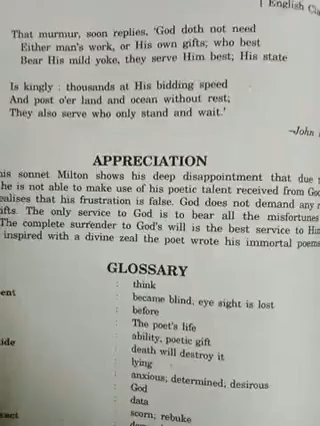 English
That murmur, soon replies, 'God doth not need
Either man's work, or His own gifts; who best
Bear His mild yoke, they serve Him best; His state
Is kingly : thousands at His bidding speed
And post o'er land and ocean without rest;
They also serve who only stand and wait.'
~John
APPRECIATION
his sonnet Milton shows his deep disappointment that due
he is not able to make use of his poetic talent received from God
ealises that his frustration is false. God does not demand any
ifts. The only service to God is to bear all the misfortunes
The complete surrender to God's will is the best service to Him
inspired with a divine zeal the poet wrote his immortal poems
GLOSSARY
: think
ent : became blind, eye sight is lost
: before
: The poet's life
ide : ability, poetic gift
: death will destroy it
: lying
: anxious; determined, desirous
: God
: data
: scorn; rebuke